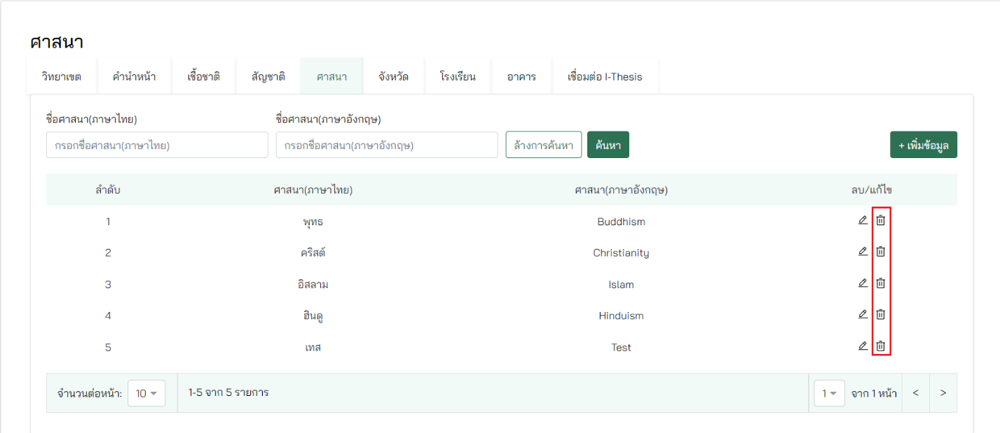 ศาสนา
วิทยาเขต คำนำหน้า เชื้อชาติ สัญชาติ ศาสนา จังหวัด โรงเรียน อาคาร เชื่อมต่อ I-Thesis
ชื่อศาสนา(ภาษาไทย) ชื่อศาสนา(ภาษาอังกฤษ)
กรอกชื่อศาสนา(ภาษาไทย) กรอกชื่อศาสนา(ภาษาอังกฤษ) ล้างการค้นหา ค้นหา + เพิ่มข้อมูล
ลำดับ ศาสนา(ภาษาไทย) ศาสนา(ภาษาอังกฤษ) ลบ/แก้ไข
1 พุทธ Buddhism
2 คริสต์ Christianity
3 อิสลาม Islam
4 ฮินดู Hinduism
5 เทส Test
จำนวนต่อหน้า: 10 1-5 จาก 5 รายการ 1 จาก 1 หน้า < >